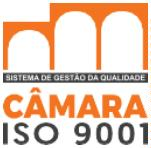 SISTEMA DE GESTÃO DA QUALIDADE
CÂMARA
ISO 9001